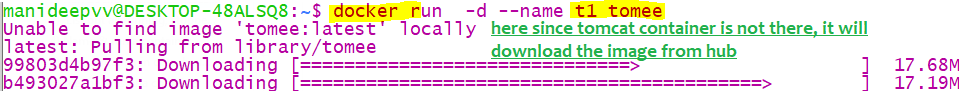 manideepvv@DESKTOP-48ALSQ8:~$ docker run  -d --name t1 tomee
Unable to find image 'tomee:latest' locally here since tomcat container is not there, it will
latest: Pulling from library/tomee download the image from hub
99803d4b97f3: Downloading [==============================>                    ]  17.68M
b493027a1bf3: Downloading [==========================================>        ]  17.19M